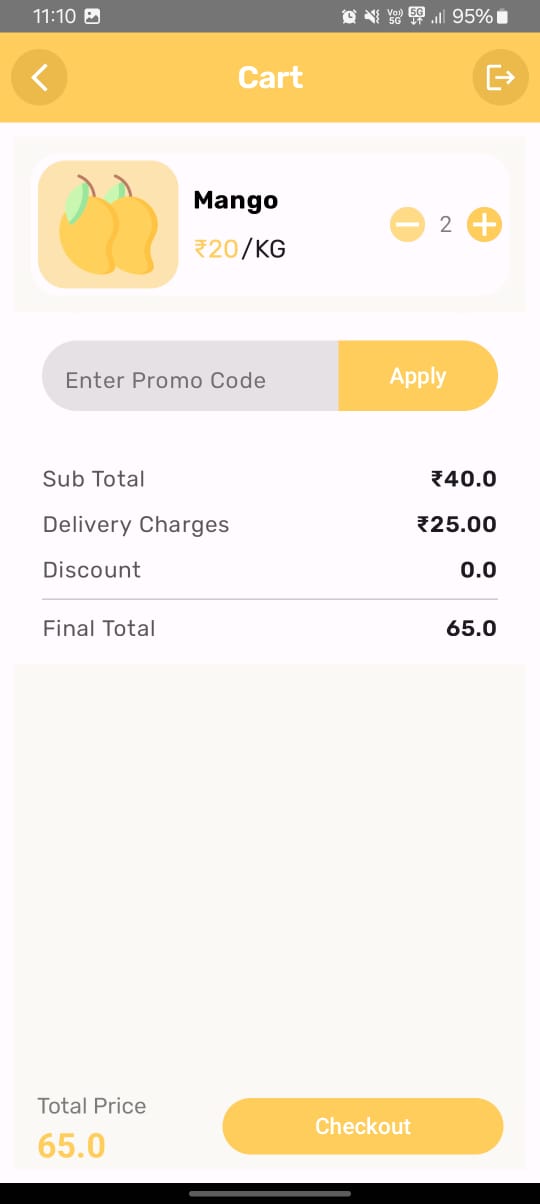 11:10 Vo)) 5G 5G 95%
Cart
Mango
₹20/KG
2
Enter Promo Code Apply
Sub Total ₹40.0
Delivery Charges ₹25.00
Discount 0.0
Final Total 65.0
Total Price
65.0
Checkout